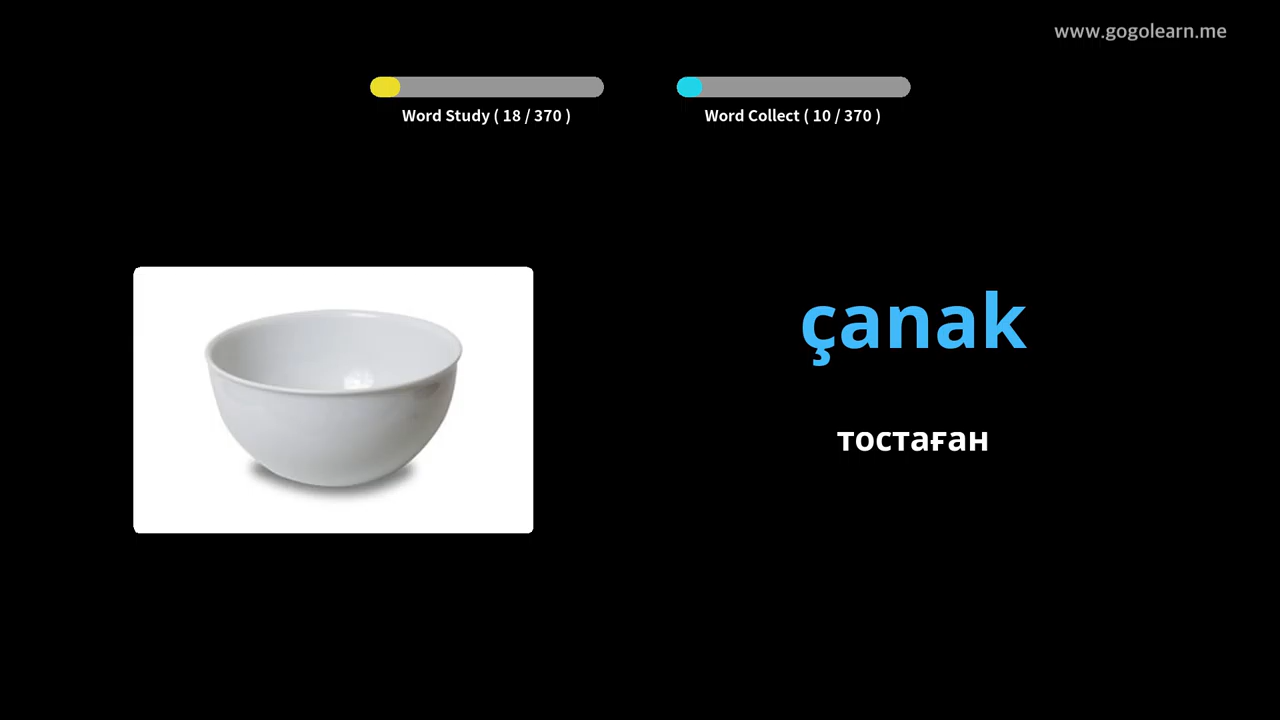 www.gogolearn.me
Word Study ( 18 / 370 )
Word Collect ( 10 / 370 )
çanak
тостаған